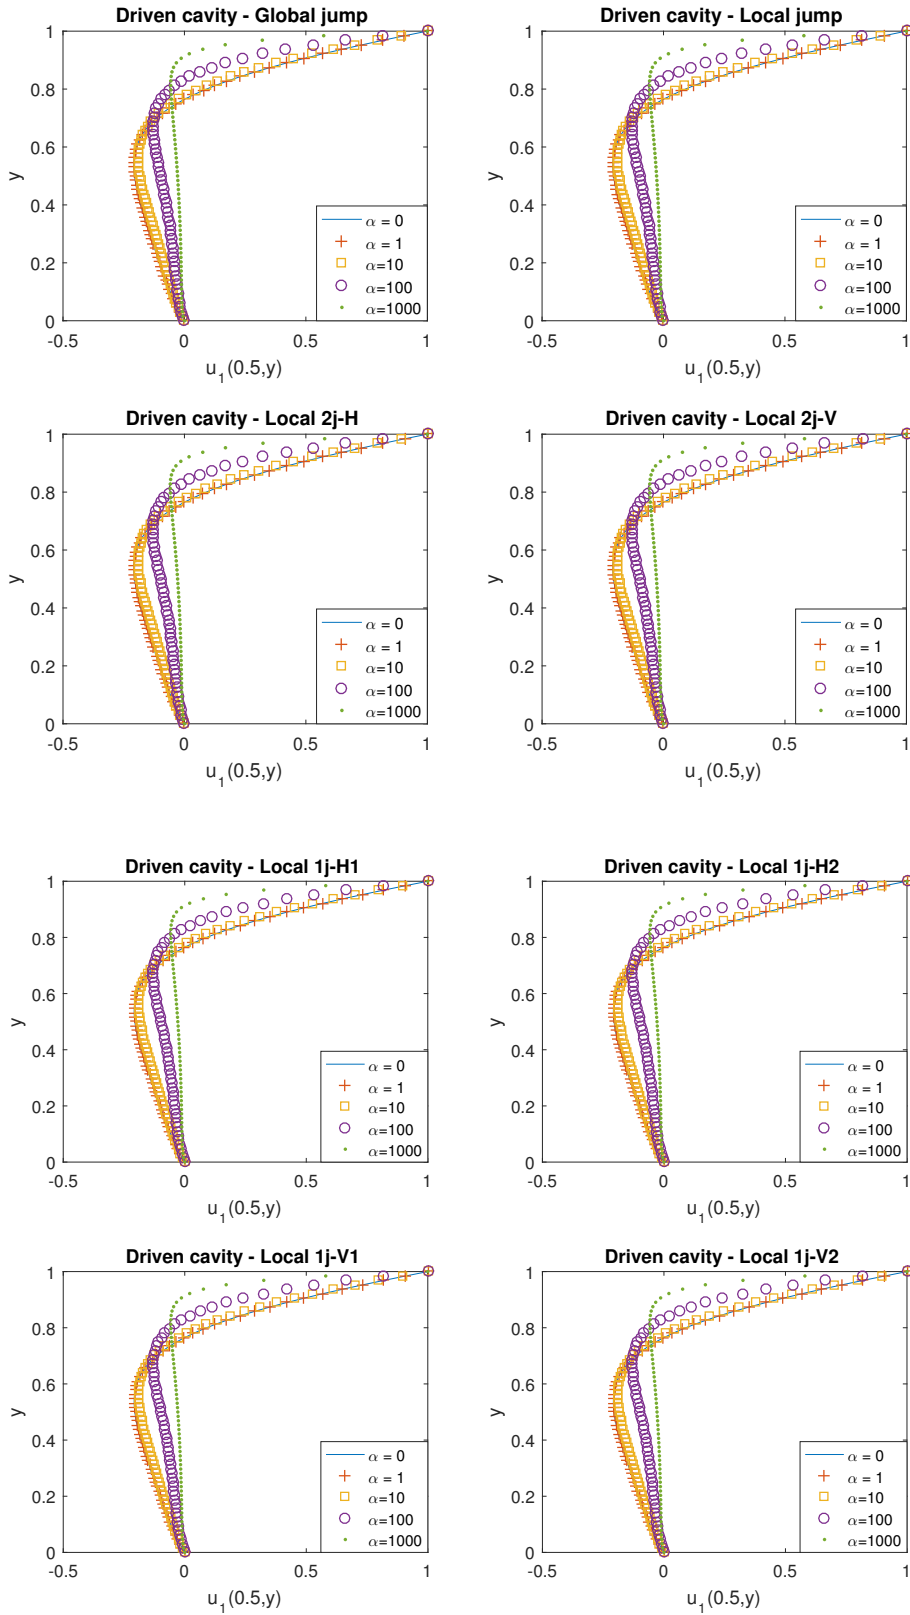 Driven cavity - Global jump
1
0.8
0.6
0.4
0.2
0
y
α = 0
α = 1
α=10
α=100
α=1000
-0.5 0 0.5 1
u1(0.5,y)
Driven cavity - Local jump
1
0.8
0.6
0.4
0.2
0
y
α = 0
α = 1
α=10
α=100
α=1000
-0.5 0 0.5 1
u1(0.5,y)
Driven cavity - Local 2j-H
1
0.8
0.6
0.4
0.2
0
y
α = 0
α = 1
α=10
α=100
α=1000
-0.5 0 0.5 1
u1(0.5,y)
Driven cavity - Local 2j-V
1
0.8
0.6
0.4
0.2
0
y
α = 0
α = 1
α=10
α=100
α=1000
-0.5 0 0.5 1
u1(0.5,y)
Driven cavity - Local 1j-H1
1
0.8
0.6
0.4
0.2
0
y
α = 0
α = 1
α=10
α=100
α=1000
-0.5 0 0.5 1
u1(0.5,y)
Driven cavity - Local 1j-H2
1
0.8
0.6
0.4
0.2
0
y
α = 0
α = 1
α=10
α=100
α=1000
-0.5 0 0.5 1
u1(0.5,y)
Driven cavity - Local 1j-V1
1
0.8
0.6
0.4
0.2
0
y
α = 0
α = 1
α=10
α=100
α=1000
-0.5 0 0.5 1
u1(0.5,y)
Driven cavity - Local 1j-V2
1
0.8
0.6
0.4
0.2
0
y
α = 0
α = 1
α=10
α=100
α=1000
-0.5 0 0.5 1
u1(0.5,y)